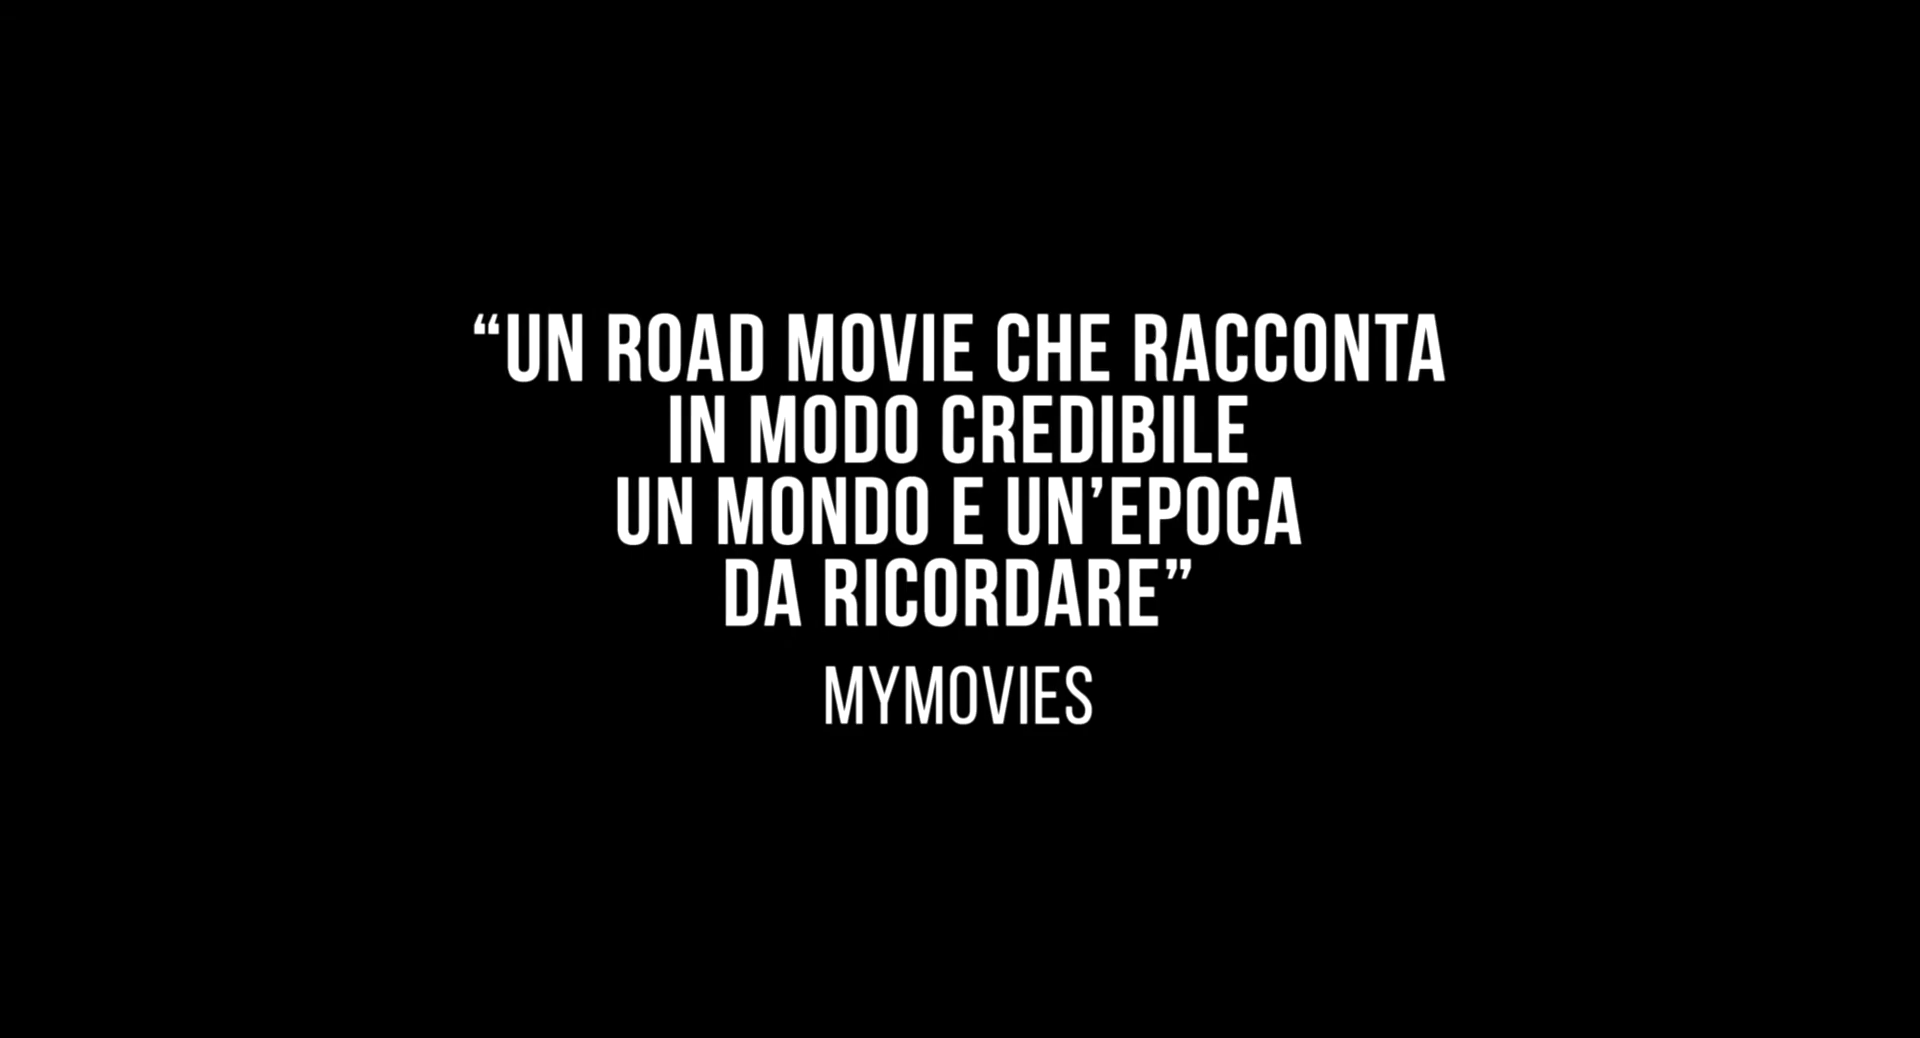 “UN ROAD MOVIE CHE RACCONTA
IN MODO CREDIBILE
UN MONDO E UN’EPOCA
DA RICORDARE”
MYMOVIES